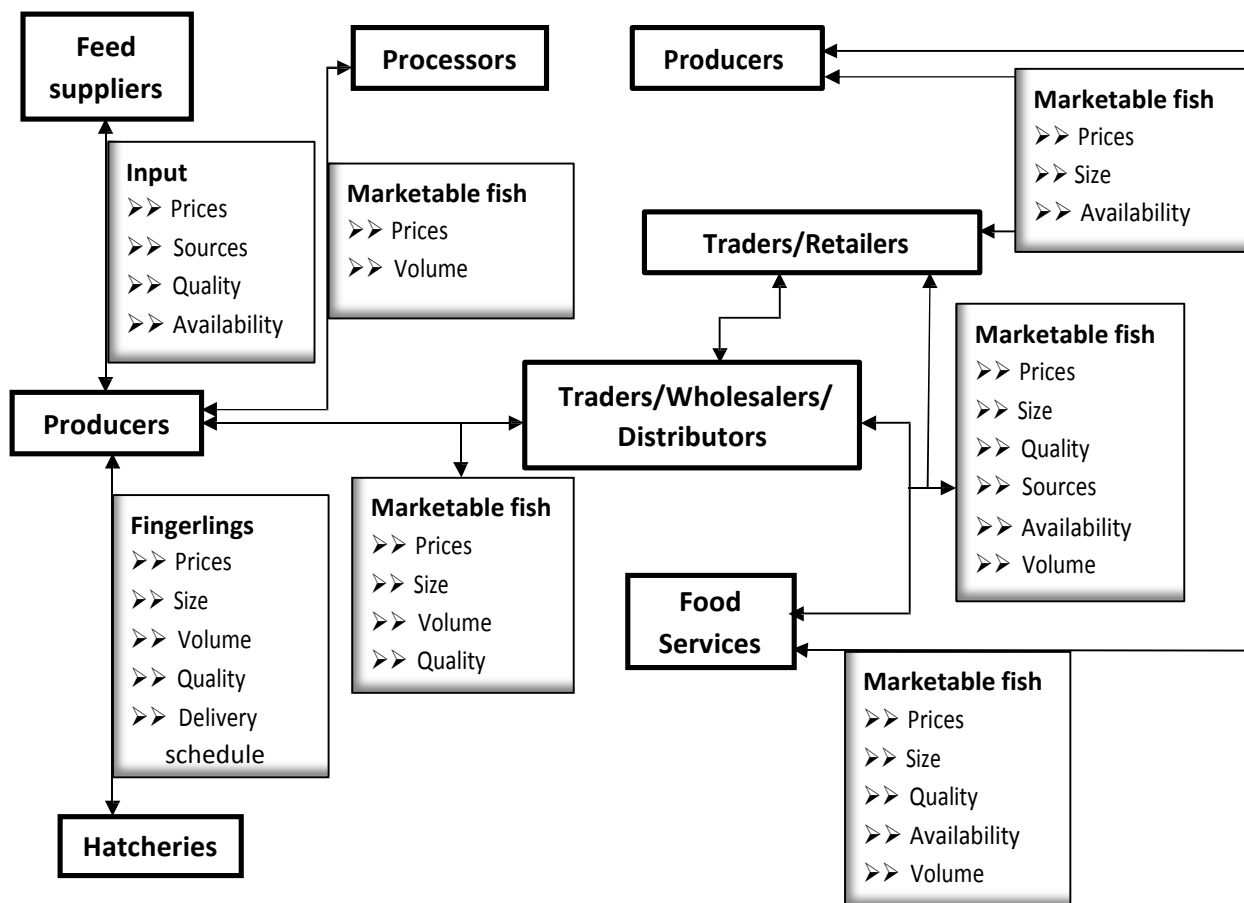 Feed
suppliers
Processors
Producers
Marketable fish
➢➢ Prices
➢➢ Size
➢➢ Availability
Input
➢➢ Prices
➢➢ Sources
➢➢ Quality
➢➢ Availability
Marketable fish
➢➢ Prices
➢➢ Volume
Traders/Retailers
Producers
Traders/Wholesalers/
Distributors
Marketable fish
➢➢ Prices
➢➢ Size
➢➢ Quality
➢➢ Sources
➢➢ Availability
➢➢ Volume
Fingerlings
➢➢ Prices
➢➢ Size
➢➢ Volume
➢➢ Quality
➢➢ Delivery
schedule
Marketable fish
➢➢ Prices
➢➢ Size
➢➢ Volume
➢➢ Quality
Food
Services
Marketable fish
➢➢ Prices
➢➢ Size
➢➢ Quality
➢➢ Availability
➢➢ Volume
Hatcheries